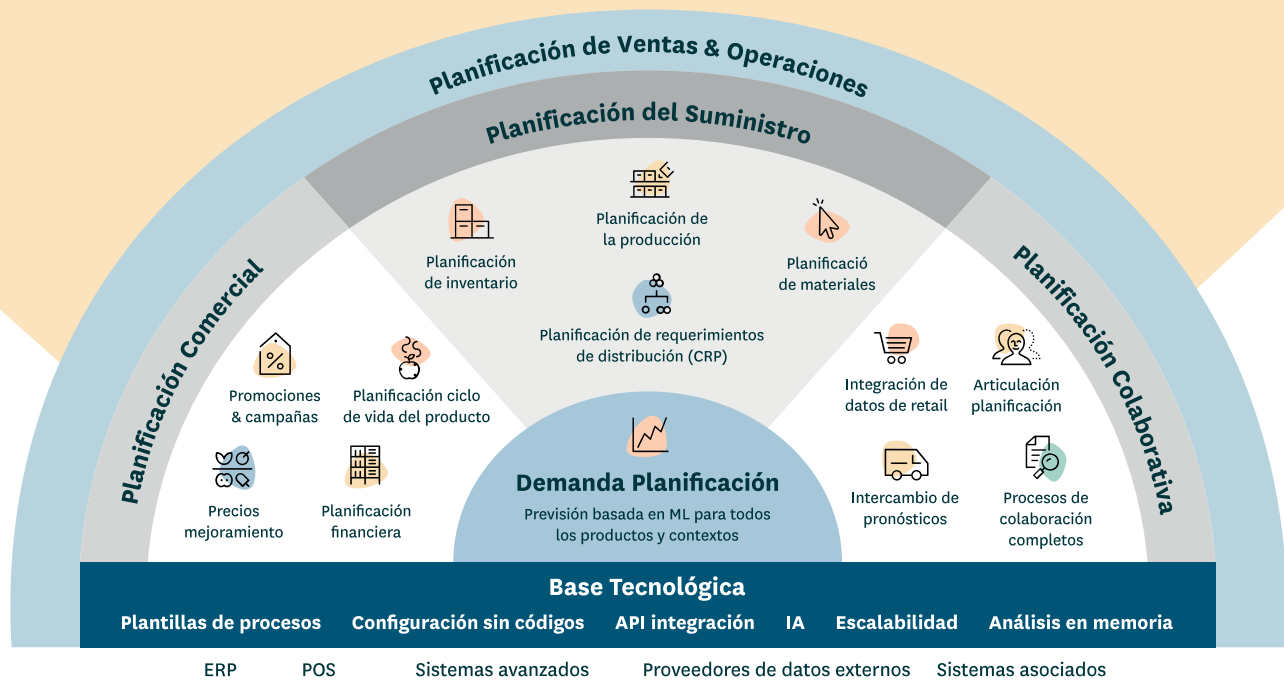 Planificación de Ventas & Operaciones
Planificación del Suministro
Planificación Comercial
Planificación Colaborativa
Planificación
de inventario
Planificación de
la producción
Planificació
de materiales
Planificación de requerimientos
de distribución (CRP)
Promociones
& campañas
Planificación ciclo
de vida del producto
Precios
mejoramiento
Planificación
financiera
Integración de
datos de retail
Articulación
planificación
Intercambio de
pronósticos
Procesos de
colaboración
completos
Demanda Planificación
Previsión basada en ML para todos
los productos y contextos
Base Tecnológica
Plantillas de procesos Configuración sin códigos API integración IA Escalabilidad Análisis en memoria
ERP POS Sistemas avanzados Proveedores de datos externos Sistemas asociados